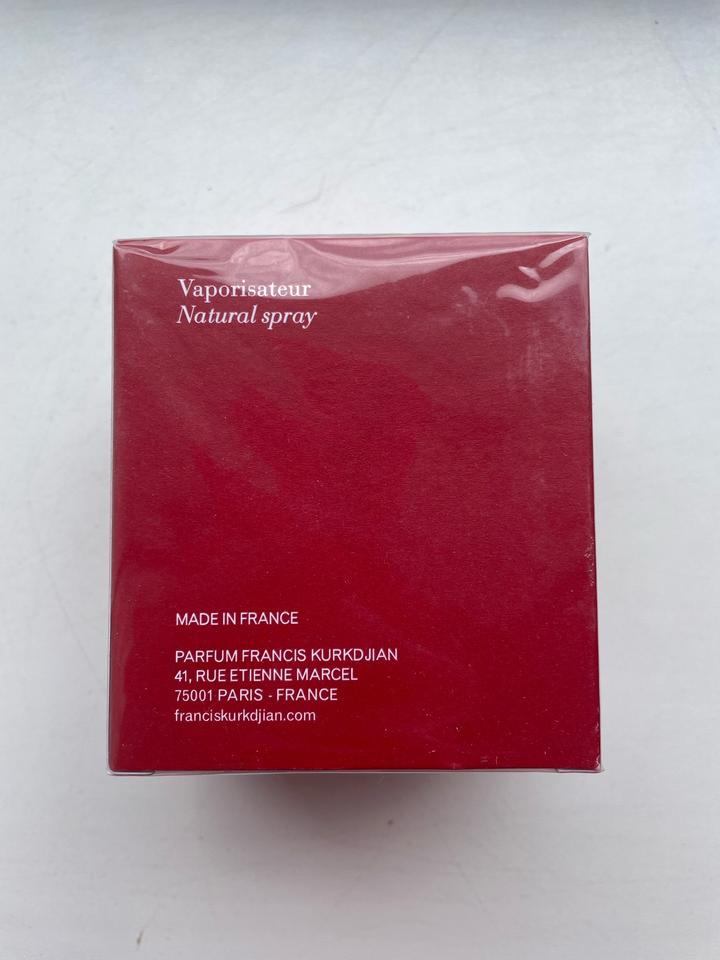 Vaporisateur
Natural spray
MADE IN FRANCE
PARFUM FRANCIS KURKDJIAN
41, RUE ETIENNE MARCEL
75001 PARIS - FRANCE
franciskurkdjian.com